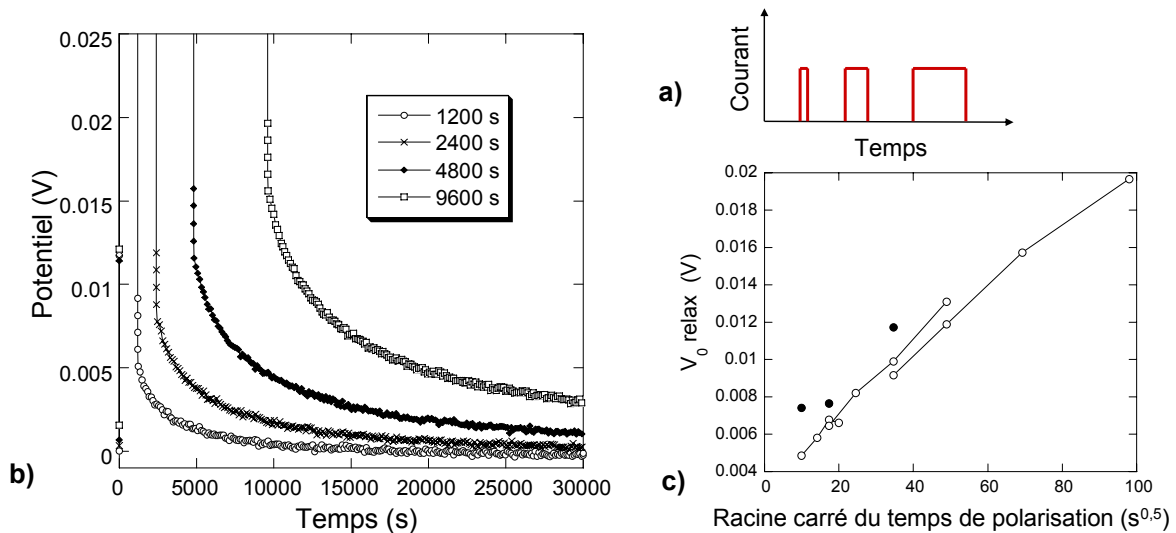 a)
Courant
Temps
b)
Potentiel (V)
0.025
0.02
0.015
0.01
0.005
0
0 5000 10000 15000 20000 25000 30000
Temps (s)
1200 s
2400 s
4800 s
9600 s
c)
V0 relax (V)
0.02
0.018
0.016
0.014
0.012
0.01
0.008
0.006
0.004
0 20 40 60 80 100
Racine carré du temps de polarisation (s0,5)